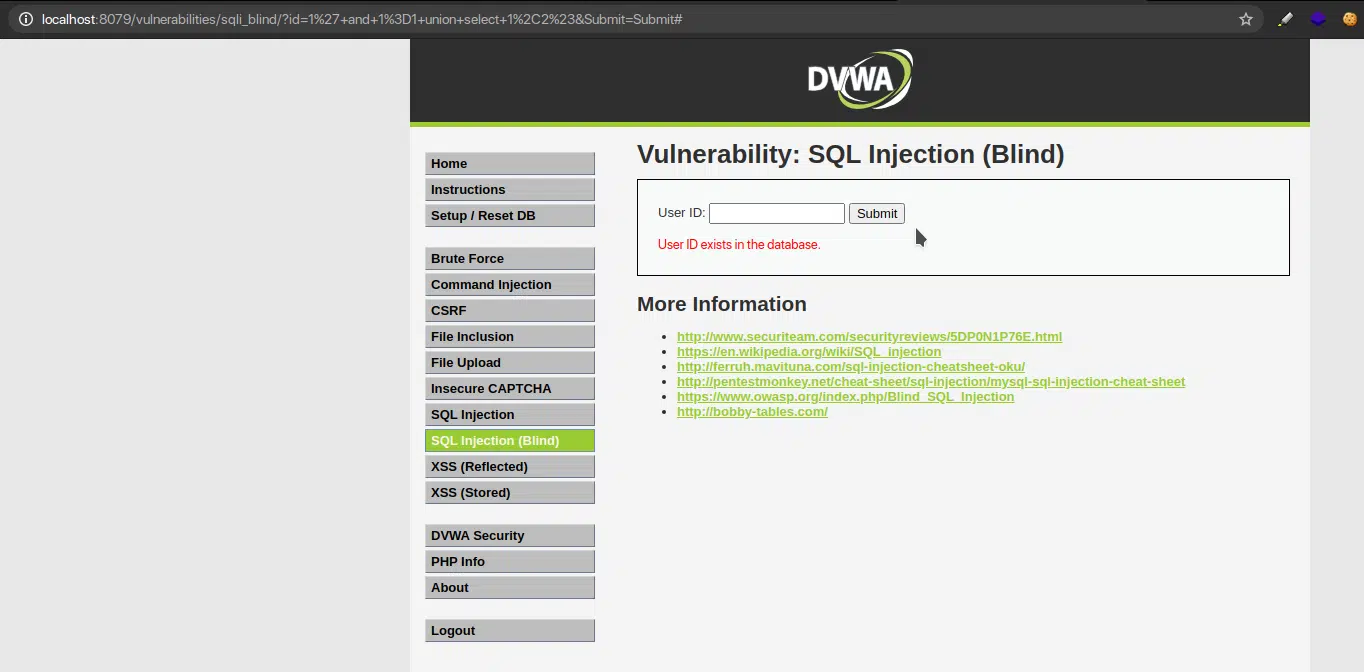 localhost:8079/vulnerabilities/sqli_blind/?id=1%27+and+1%3D1+union+select+1%2C2%23&Submit=Submit#
DVWA
Vulnerability: SQL Injection (Blind)
Home
Instructions
Setup / Reset DB
Brute Force
Command Injection
CSRF
File Inclusion
File Upload
Insecure CAPTCHA
SQL Injection
SQL Injection (Blind)
XSS (Reflected)
XSS (Stored)
DVWA Security
PHP Info
About
Logout
User ID: Submit
User ID exists in the database.
More Information
http://www.securiteam.com/securityreviews/5DP0N1P76E.html
https://en.wikipedia.org/wiki/SQL_injection
http://ferruh.mavituna.com/sql-injection-cheatsheet-oku/
http://pentestmonkey.net/cheat-sheet/sql-injection/mysql-sql-injection-cheat-sheet
https://www.owasp.org/index.php/Blind_SQL_Injection
http://bobby-tables.com/